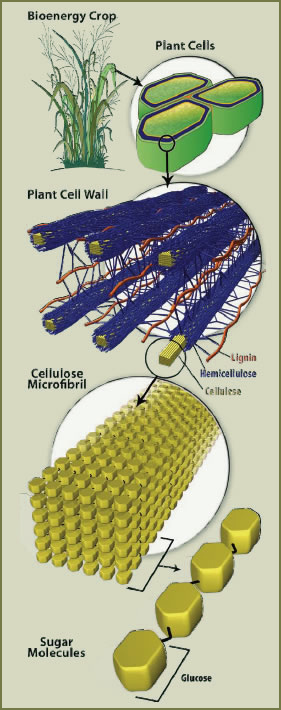 Bioenergy Crop
Plant Cells
Plant Cell Wall
Lignin
Hemicellulose
Cellulose
Cellulose
Microfibril
Sugar
Molecules
Glucose